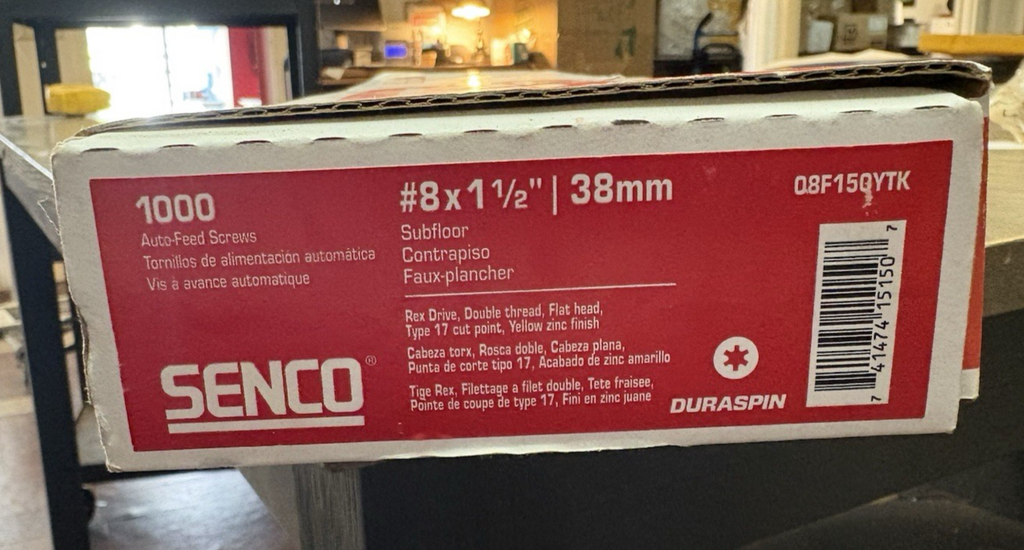 1000
Auto-Feed Screws
Tornillos de alimentación automática
Vis à avance automatique
SENCO®
#8x1 ½" | 38mm
Subfloor
Contrapiso
Faux-plancher
Rex Drive, Double thread, Flat head,
Type 17 cut point, Yellow zinc finish
Cabeza torx, Rosca doble, Cabeza plana,
Punta de corte tipo 17, Acabado de zinc amarillo
Tige Rex, Filettage a filet double, Tete fraisee,
Pointe de coupe de type 17, Fini en zinc juane
DURASPIN
08F150YTK
7 41474 15150 7